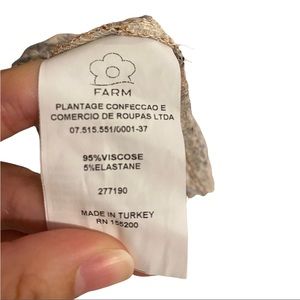 FARM
PLANTAGE CONFECCAO E
COMERCIO DE ROUPAS LTDA
07.515.551/0001-37
95%VISCOSE
5%ELASTANE
277190
MADE IN TURKEY
RN 156200